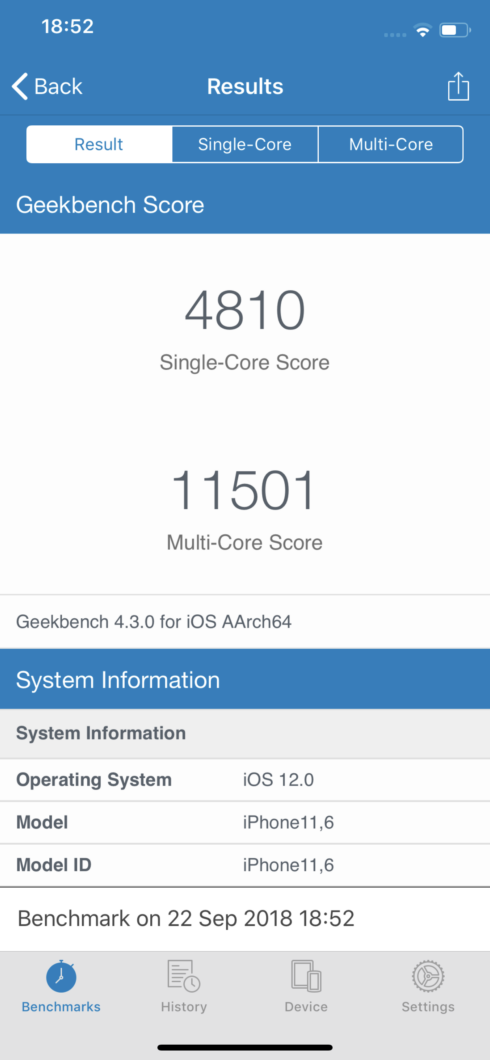 18:52
Back
Results
Result
Single-Core
Multi-Core
Geekbench Score
4810
Single-Core Score
11501
Multi-Core Score
Geekbench 4.3.0 for iOS AArch64
System Information
System Information
Operating System iOS 12.0
Model iPhone11,6
Model ID iPhone11,6
Benchmark on 22 Sep 2018 18:52
Benchmarks
History
Device
Settings